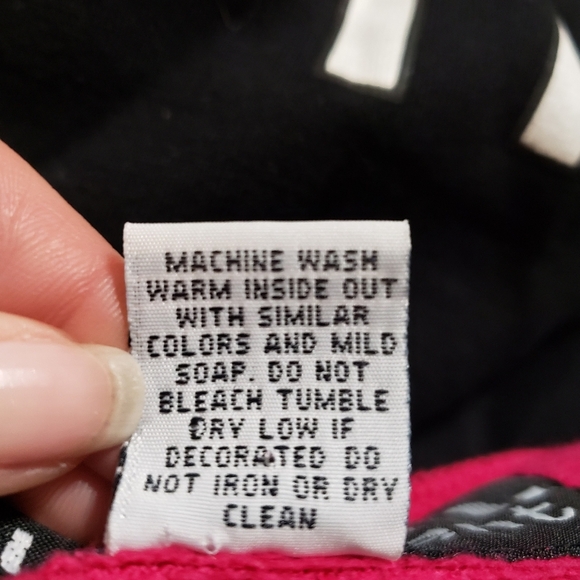 MACHINE WASH
WARM INSIDE OUT
WITH SIMILAR
COLORS AND MILD
SOAP. DO NOT
BLEACH TUMBLE
DRY LOW IF
DECORATED DO
NOT IRON OR DRY
CLEAN